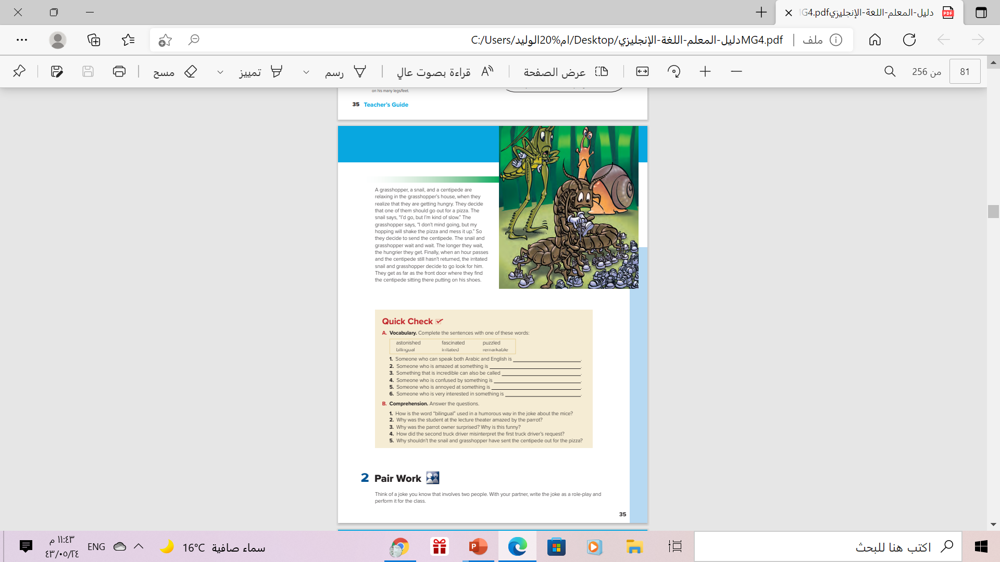 دليل-المعلم-اللغة-الإنجليزيMG4.pdf
ملف
C:/Users/ام%20الوليد/Desktop/دليل-المعلم-اللغة-الإنجليزيMG4.pdf
81
من 256
عرض الصفحة
قراءة بصوت عالٍ
رسم
تمييز
مسح
on his many legs/feet.
35 Teacher's Guide
A grasshopper, a snail, and a centipede are
relaxing in the grasshopper's house, when they
realize that they are getting hungry. They decide
that one of them should go out for a pizza. The
snail says, “I'd go, but I'm kind of slow.” The
grasshopper says, “I don't mind going, but my
hopping will shake the pizza and mess it up.” So
they decide to send the centipede. The snail and
grasshopper wait and wait. The longer they wait,
the hungrier they get. Finally, when an hour passes
and the centipede still hasn't returned, the irritated
snail and grasshopper decide to go look for him.
They get as far as the front door where they find
the centipede sitting there putting on his shoes.
Quick Check
A. Vocabulary. Complete the sentences with one of these words:
astonished fascinated puzzled
bilingual irritated remarkable
1. Someone who can speak both Arabic and English is ____.
2. Someone who is amazed at something is ____.
3. Something that is incredible can also be called ____.
4. Someone who is confused by something is ____.
5. Someone who is annoyed at something is ____.
6. Someone who is very interested in something is ____.
B. Comprehension. Answer the questions.
1. How is the word “bilingual” used in a humorous way in the joke about the mice?
2. Why was the student at the lecture theater amazed by the parrot?
3. Why was the parrot owner surprised? Why is this funny?
4. How did the second truck driver misinterpret the first truck driver's request?
5. Why shouldn't the snail and grasshopper have sent the centipede out for the pizza?
2 Pair Work
Think of a joke you know that involves two people. With your partner, write the joke as a role-play and
perform it for the class.
35
اكتب هنا للبحث
16°C سماء صافية
ENG
١١:٤٣ م
٤٣/٠٥/٢٤